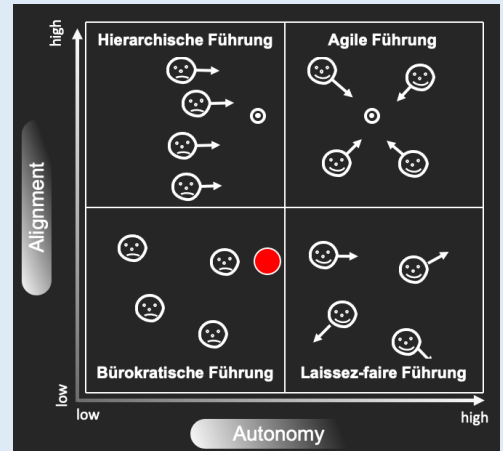 high
Hierarchische Führung
Agile Führung
Alignment
Bürokratische Führung
Laissez-faire Führung
low
low
high
Autonomy